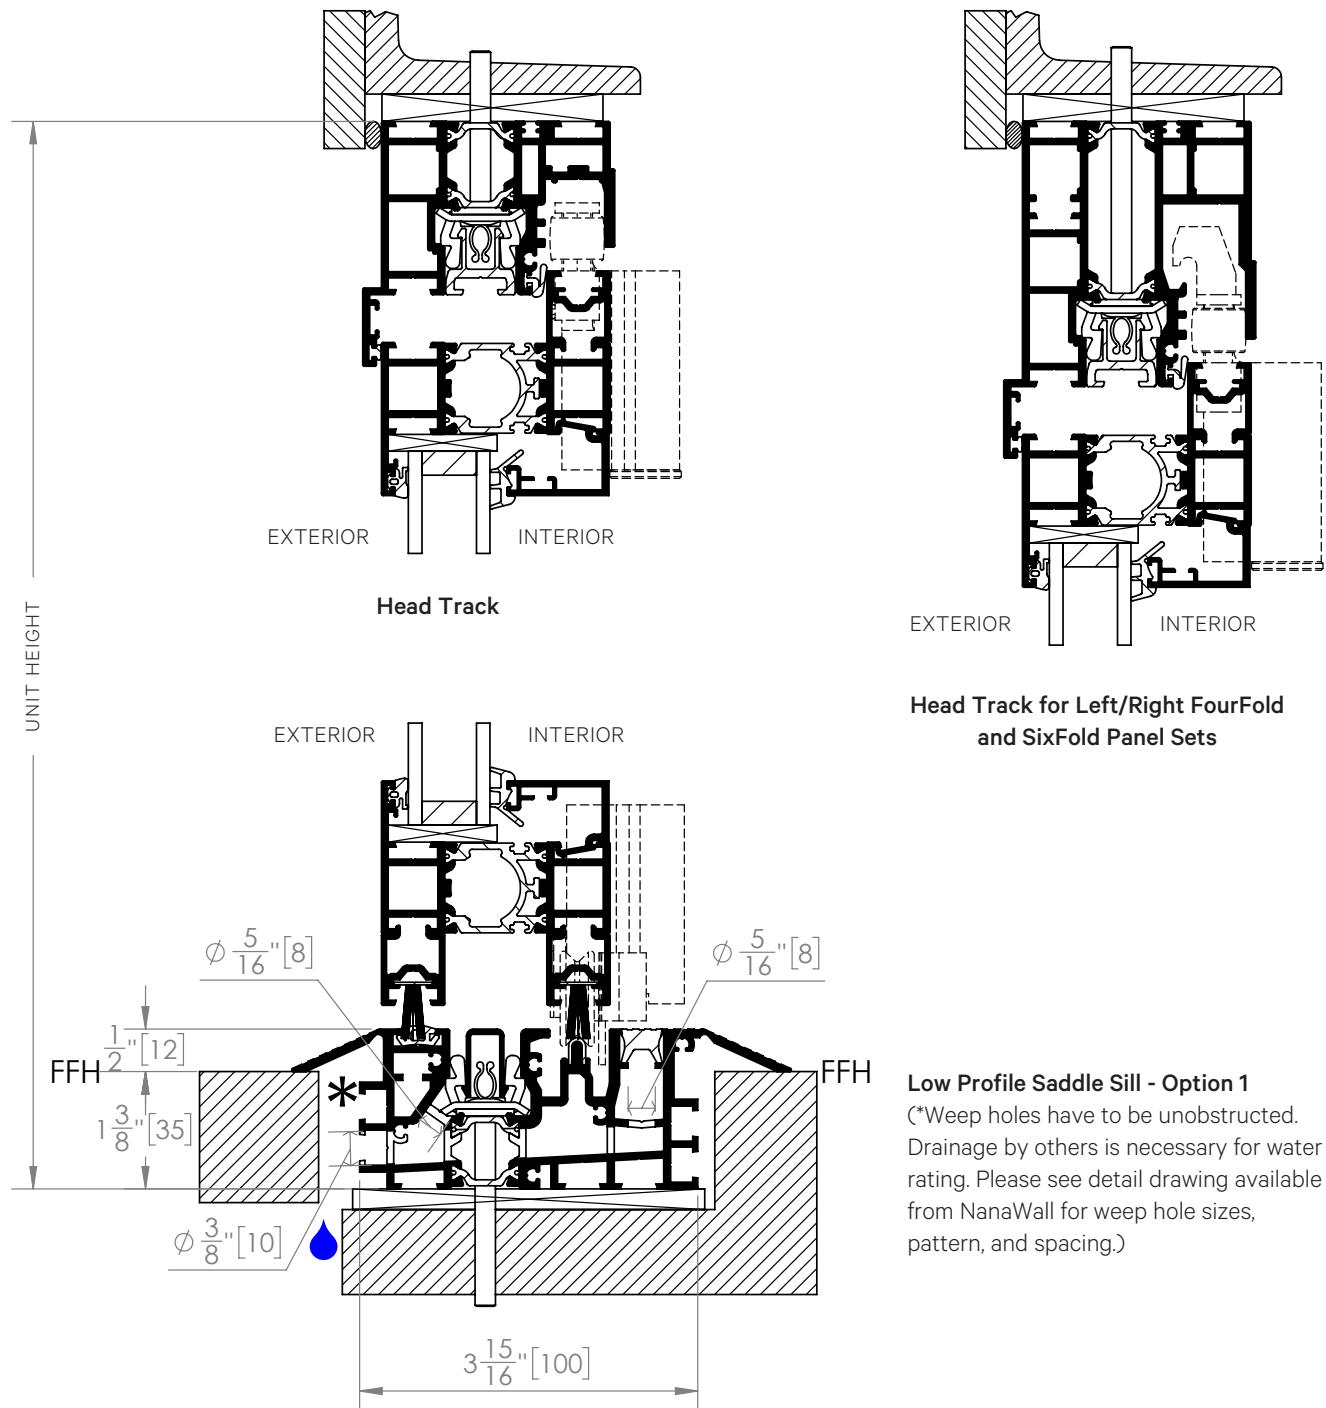 EXTERIOR
INTERIOR
Head Track
EXTERIOR
INTERIOR
Head Track for Left/Right FourFold
and SixFold Panel Sets
UNIT HEIGHT
EXTERIOR
INTERIOR
Ø 5/16"[8]
Ø 5/16"[8]
1/2"[12]
FFH
FFH
*
1 3/8"[35]
Ø 3/8"[10]
3 15/16"[100]
Low Profile Saddle Sill - Option 1
(*Weep holes have to be unobstructed.
Drainage by others is necessary for water
rating. Please see detail drawing available
from NanaWall for weep hole sizes,
pattern, and spacing.)